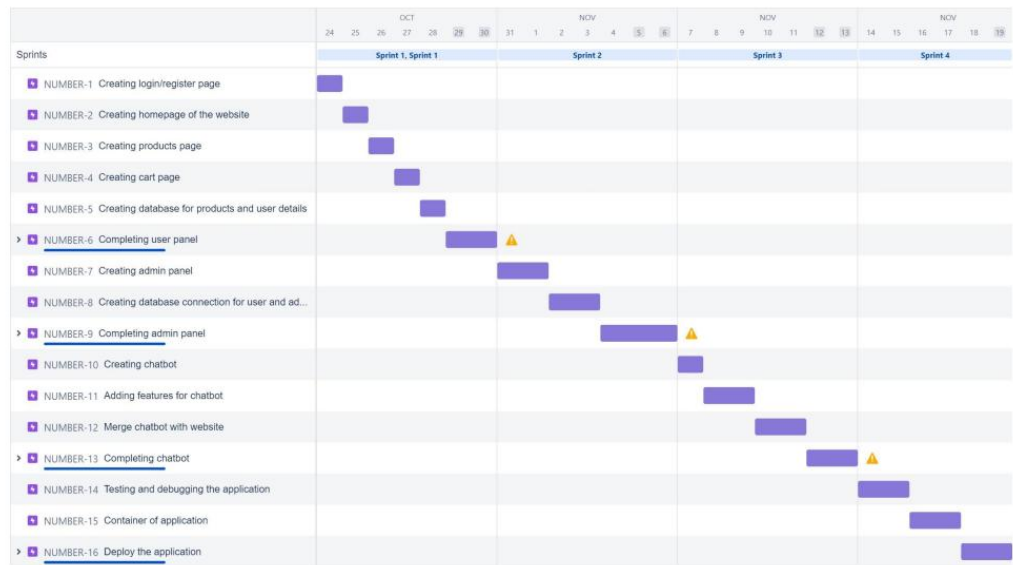 OCT NOV NOV NOV
24 25 26 27 28 29 30 31 1 2 3 4 5 6 7 8 9 10 11 12 13 14 15 16 17 18 19
Sprints Sprint 1, Sprint 1 Sprint 2 Sprint 3 Sprint 4
NUMBER-1 Creating login/register page
NUMBER-2 Creating homepage of the website
NUMBER-3 Creating products page
NUMBER-4 Creating cart page
NUMBER-5 Creating database for products and user details
NUMBER-6 Completing user panel
NUMBER-7 Creating admin panel
NUMBER-8 Creating database connection for user and ad...
NUMBER-9 Completing admin panel
NUMBER-10 Creating chatbot
NUMBER-11 Adding features for chatbot
NUMBER-12 Merge chatbot with website
NUMBER-13 Completing chatbot
NUMBER-14 Testing and debugging the application
NUMBER-15 Container of application
NUMBER-16 Deploy the application